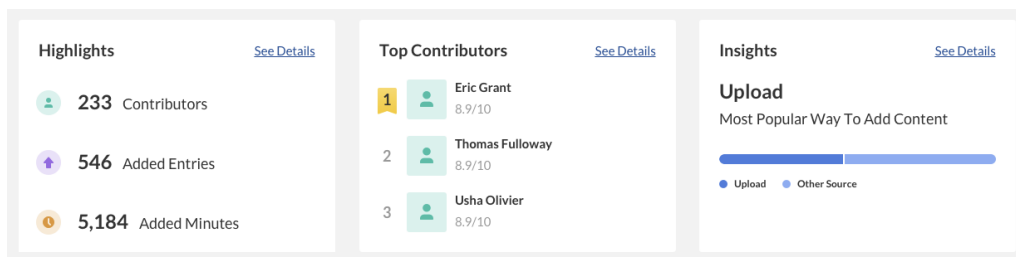 Highlights
See Details
233 Contributors
546 Added Entries
5,184 Added Minutes
Top Contributors
See Details
1
Eric Grant
8.9/10
2
Thomas Fulloway
8.9/10
3
Usha Olivier
8.9/10
Insights
See Details
Upload
Most Popular Way To Add Content
Upload
Other Source